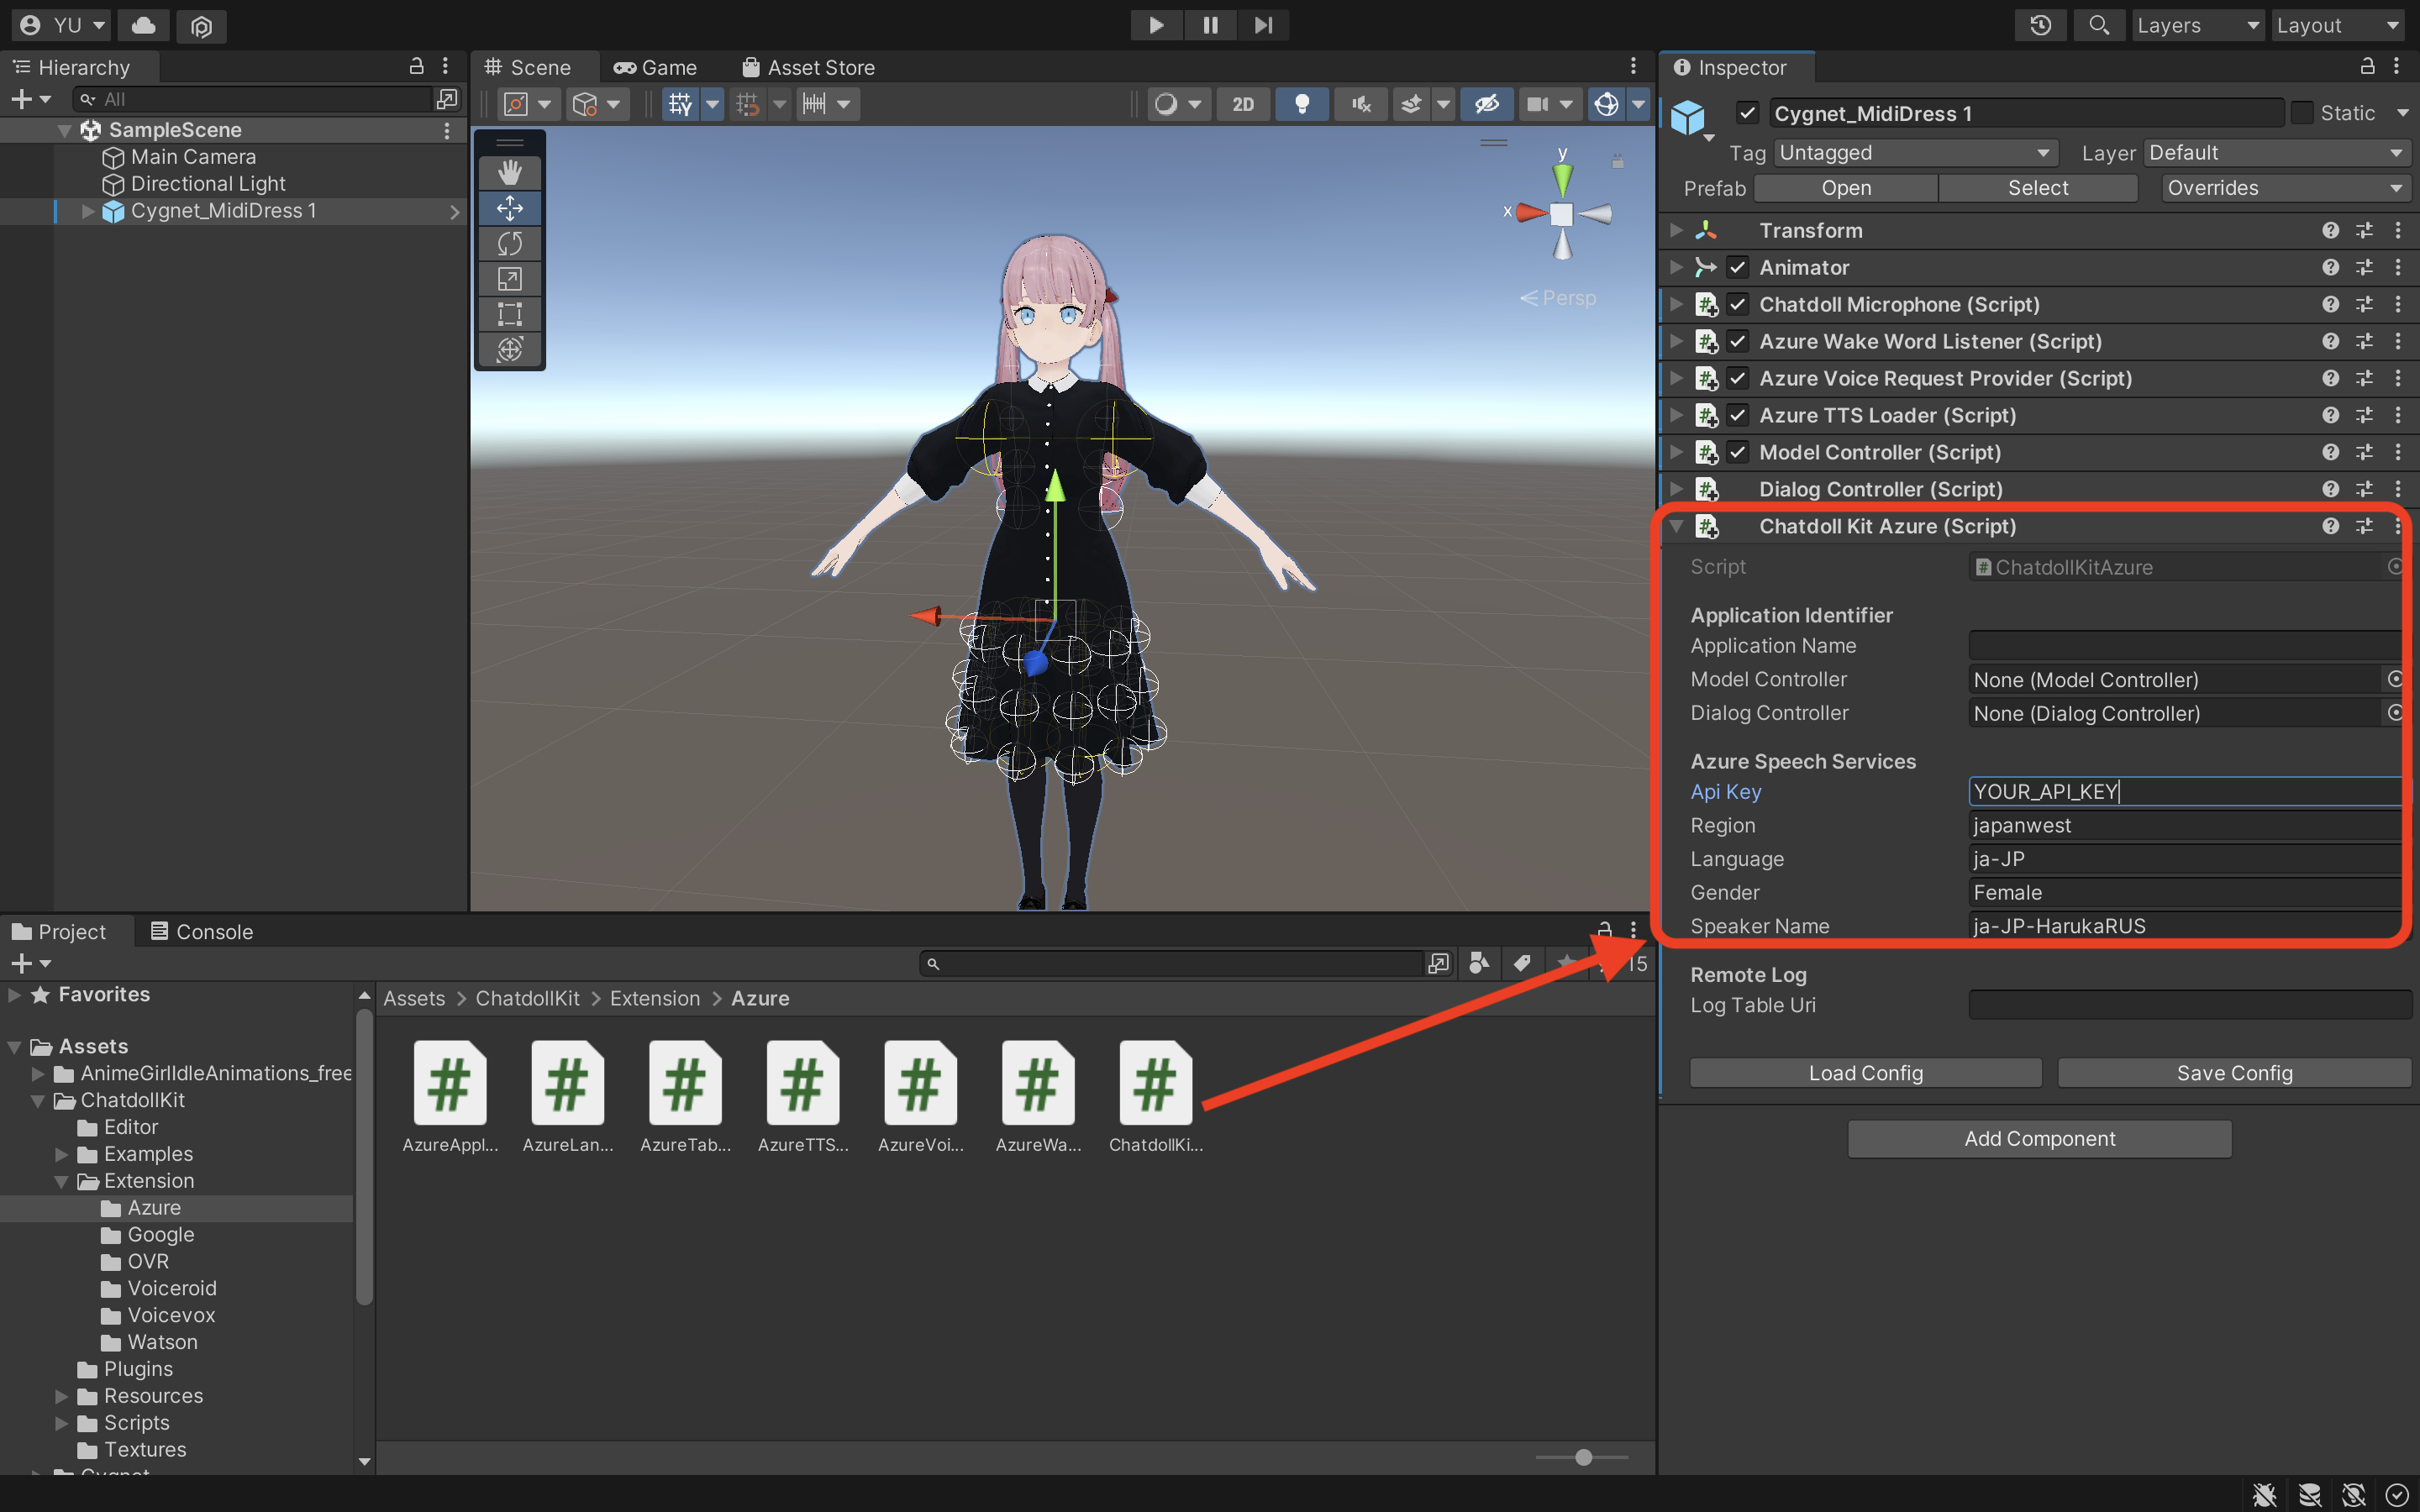 YU
Layers
Layout
Hierarchy
All
SampleScene
Main Camera
Directional Light
Cygnet_MidiDress 1
Scene
Game
Asset Store
2D
y
x
Persp
Inspector
Cygnet_MidiDress 1
Static
Tag
Untagged
Layer
Default
Prefab
Open
Select
Overrides
Transform
Animator
Chatdoll Microphone (Script)
Azure Wake Word Listener (Script)
Azure Voice Request Provider (Script)
Azure TTS Loader (Script)
Model Controller (Script)
Dialog Controller (Script)
Chatdoll Kit Azure (Script)
Script
ChatdollKitAzure
Application Identifier
Application Name
Model Controller
None (Model Controller)
Dialog Controller
None (Dialog Controller)
Azure Speech Services
Api Key
YOUR_API_KEY
Region
japanwest
Language
ja-JP
Gender
Female
Speaker Name
ja-JP-HarukaRUS
Remote Log
Log Table Uri
Load Config
Save Config
Add Component
Project
Console
15
Favorites
Assets
AnimeGirlIdleAnimations_free
ChatdollKit
Editor
Examples
Extension
Azure
Google
OVR
Voiceroid
Voicevox
Watson
Plugins
Resources
Scripts
Textures
Assets > ChatdollKit > Extension > Azure
AzureAppl...
AzureLan...
AzureTab...
AzureTTS...
AzureVoi...
AzureWa...
ChatdollKi...